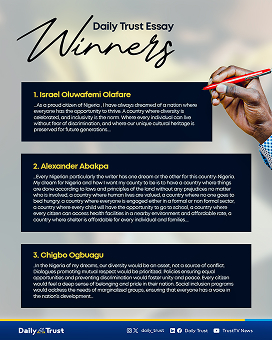 Daily Trust Essay
Winners
1. Israel Oluwafemi Olafare
...As a proud citizen of Nigeria, I have always dreamed of a nation where
everyone has the opportunity to thrive. A country where diversity is
celebrated, and inclusivity is the norm. Where every individual can live
without fear of discrimination, and where our unique cultural heritage is
preserved for future generations...
2. Alexander Abakpa
...Every Nigerian particularly the writer has one dream or the other for this country-Nigeria.
My dream for Nigeria and how I want my country to be is to have a country where things
are done according to laws and principles of the land without any prejudices no matter
who is involved; a country where human lives are valued; a country where no one goes to
bed hungry; a country where everyone is engaged either in a formal or non formal sector;
a country where every child will have the opportunity to go to school; a country where
every citizen can access health facilities in a nearby environment and affordable rate, a
country where shelter is affordable for every individual and families...
3. Chigbo Ogbuagu
..In the Nigeria of my dreams, our diversity would be an asset, not a source of conflict.
Dialogues promoting mutual respect would be prioritized. Policies ensuring equal
opportunities and preventing discrimination would foster unity and peace. Every citizen
would feel a deep sense of belonging and pride in their nation. Social inclusion programs
would address the needs of marginalized groups, ensuring that everyone has a voice in
the nation's development...
Daily Trust
daily_trust
Daily Trust
TrustTV News